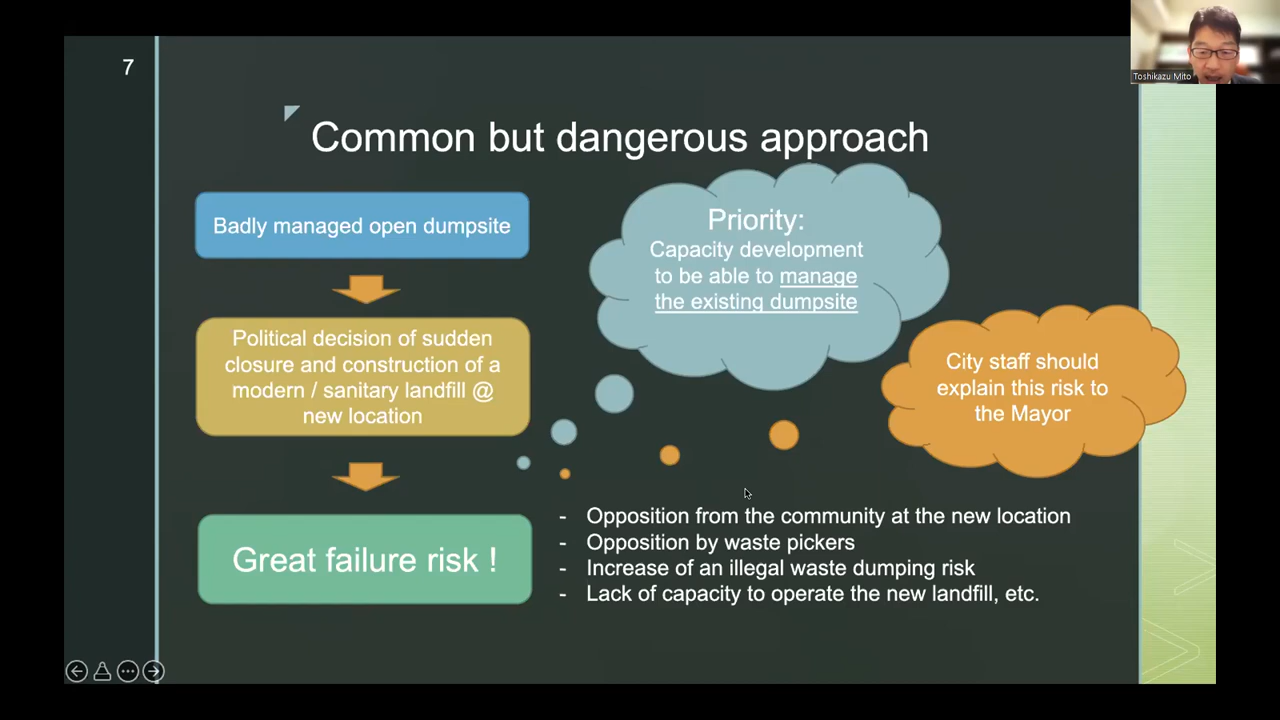 7
Toshikazu Mito
Common but dangerous approach
Badly managed open dumpsite
Political decision of sudden
closure and construction of a
modern / sanitary landfill @
new location
Great failure risk !
Priority:
Capacity development
to be able to manage
the existing dumpsite
City staff should
explain this risk to
the Mayor
- Opposition from the community at the new location
- Opposition by waste pickers
- Increase of an illegal waste dumping risk
- Lack of capacity to operate the new landfill, etc.